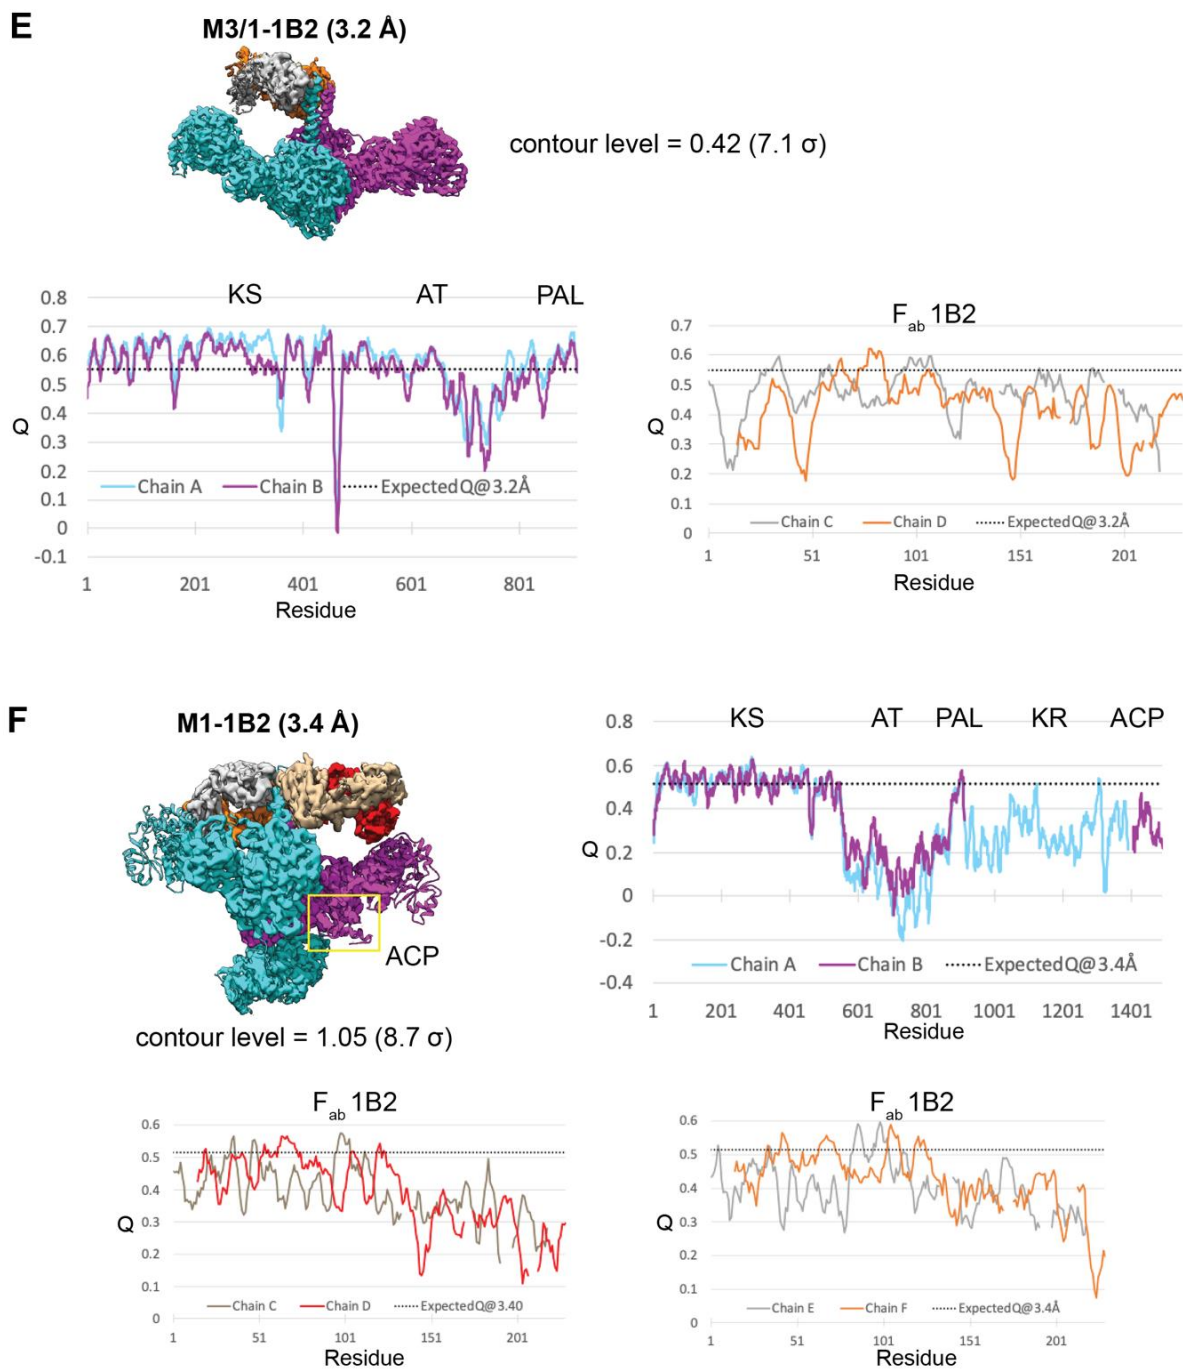 E
M3/1-1B2 (3.2 Å)
contour level = 0.42 (7.1 σ)
KS AT PAL
0.8
0.7
0.6
0.5
0.4
0.3
0.2
0.1
0
-0.1
Q
Chain A Chain B ExpectedQ@3.2Å
1 201 401 601 801
Residue
Fab 1B2
0.7
0.6
0.5
0.4
0.3
0.2
0.1
0
Q
Chain C Chain D ExpectedQ@3.2Å
1 51 101 151 201
Residue
F
M1-1B2 (3.4 Å)
ACP
contour level = 1.05 (8.7 σ)
KS AT PAL KR ACP
0.8
0.6
0.4
0.2
0
-0.2
-0.4
Q
Chain A Chain B ExpectedQ@3.4Å
1 201 401 601 801 1001 1201 1401
Residue
Fab 1B2
0.6
0.5
0.4
0.3
0.2
0.1
0
Q
Chain C Chain D ExpectedQ@3.40
1 51 101 151 201
Residue
Fab 1B2
0.6
0.5
0.4
0.3
0.2
0.1
0
Q
Chain E Chain F ExpectedQ@3.4Å
1 51 101 151 201
Residue